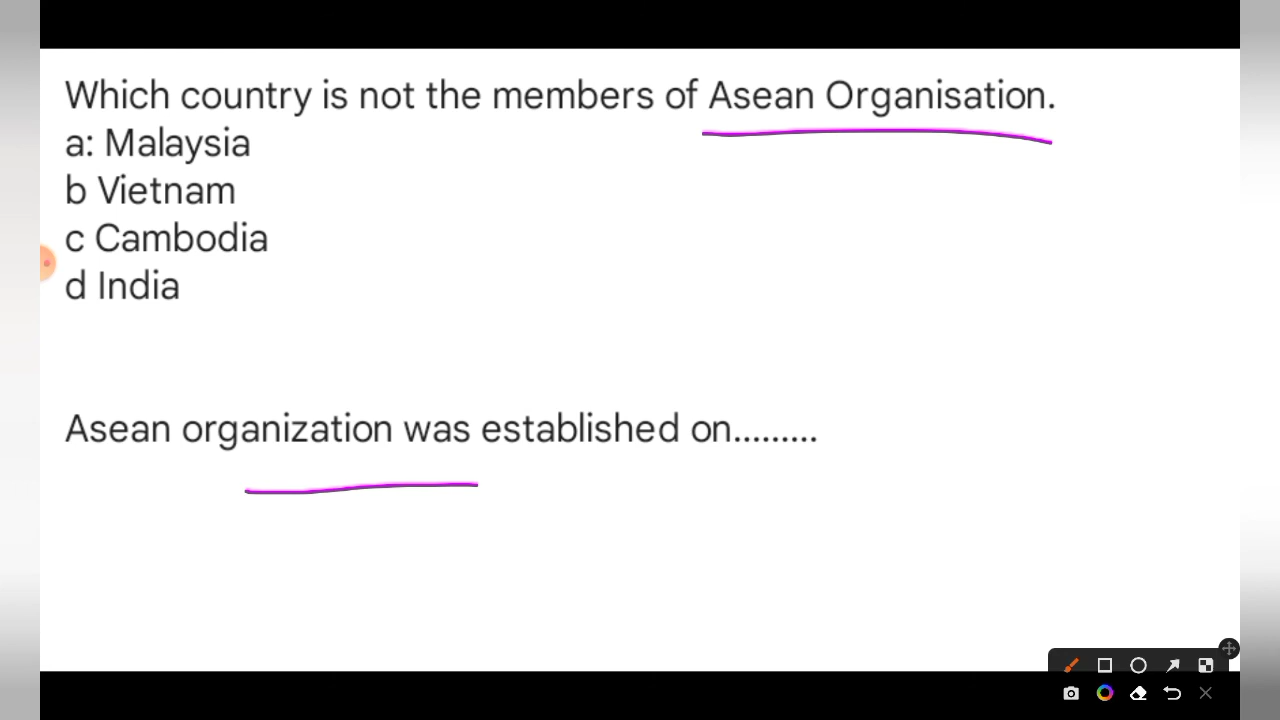 Which country is not the members of Asean Organisation.
a: Malaysia
b Vietnam
c Cambodia
d India
Asean organization was established on.........